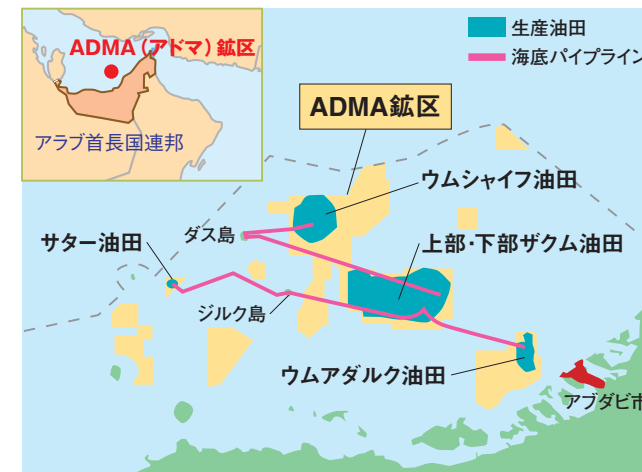 ADMA（アドマ）鉱区
アラブ首長国連邦
生産油田
海底パイプライン
ADMA鉱区
ウムシャイフ油田
ダス島
サター油田
上部・下部ザクム油田
ジルク島
ウムアダルク油田
アブダビ市